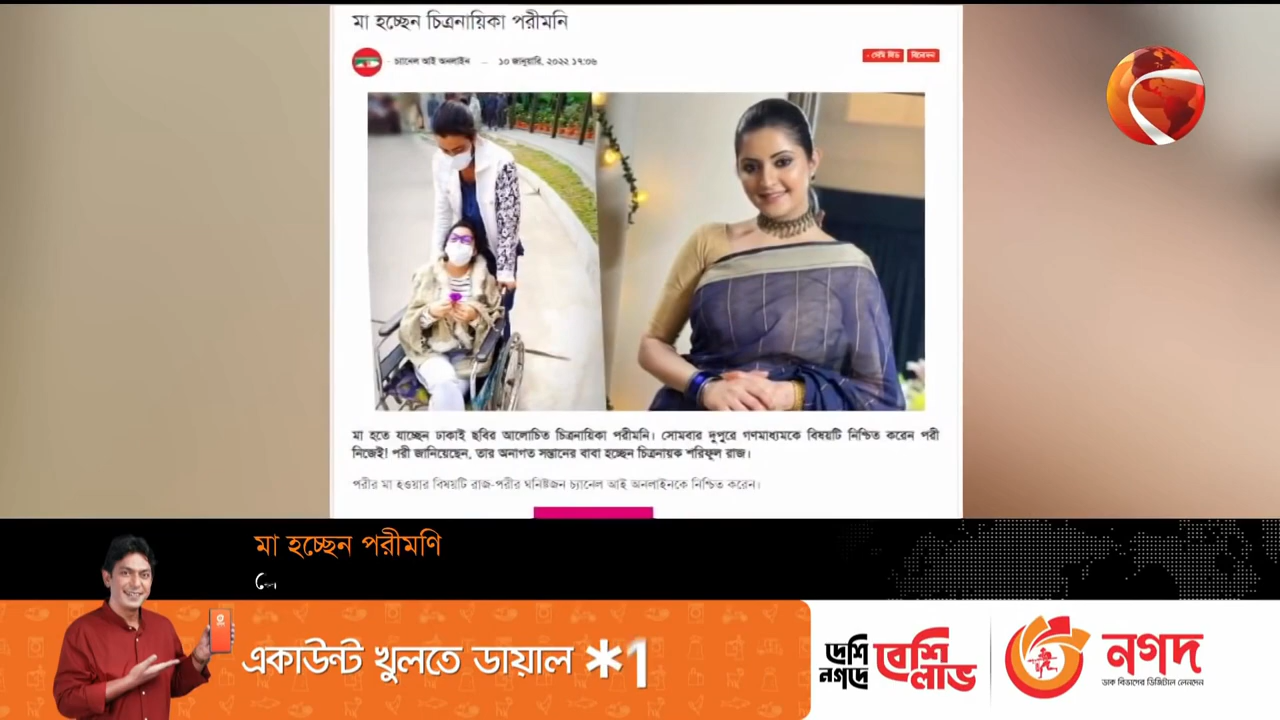 মা হচ্ছেন চিত্রনায়িকা পরীমনি
চ্যানেল আই অনলাইন – ১০ জানুয়ারি, ২০২২ ১৭:০৬
সেমি লিড বিনোদন
মা হতে যাচ্ছেন ঢাকাই ছবির আলোচিত চিত্রনায়িকা পরীমনি। সোমবার দুপুরে গণমাধ্যমকে বিষয়টি নিশ্চিত করেন পরী
নিজেই! পরী জানিয়েছেন, তার অনাগত সন্তানের বাবা হচ্ছেন চিত্রনায়ক শরিফুল রাজ।
পরীর মা হওয়ার বিষয়টি রাজ-পরীর ঘনিষ্টজন চ্যানেল আই অনলাইনকে নিশ্চিত করেন।
মা হচ্ছেন পরীমণি
একাউন্ট খুলতে ডায়াল *1
দেশি
নগদে
বেশি
লাভ
নগদ
ডাক বিভাগের ডিজিটাল লেনদেন